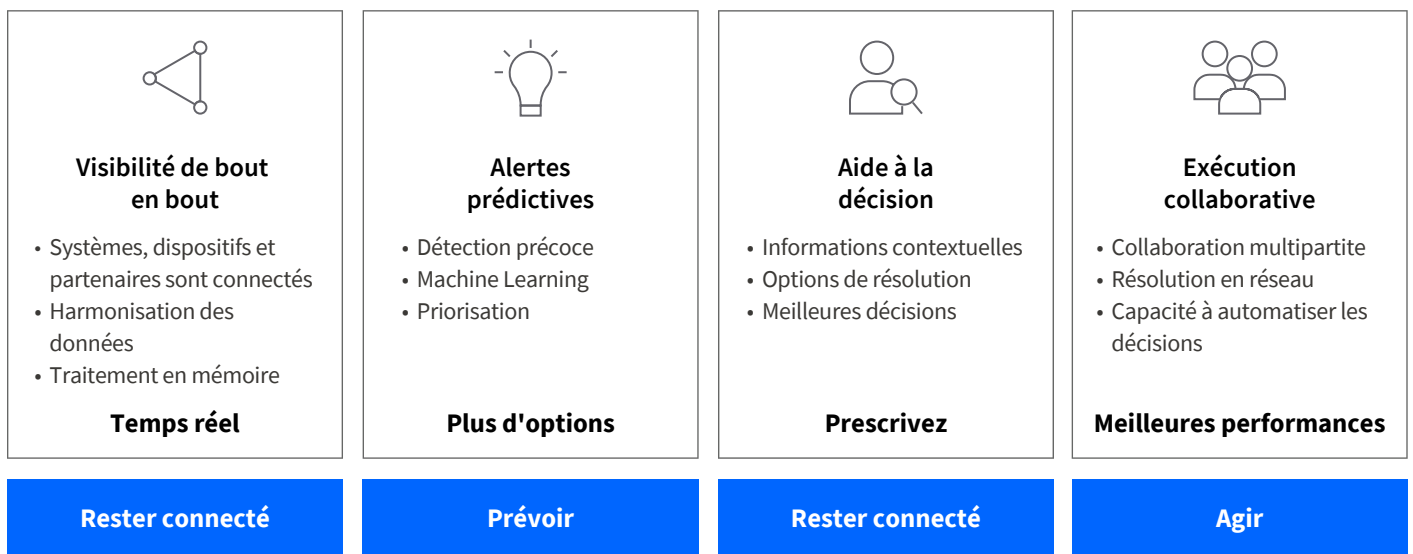 Visibilité de bout
en bout
• Systèmes, dispositifs et
partenaires sont connectés
• Harmonisation des
données
• Traitement en mémoire
Temps réel
Rester connecté
Alertes
prédictives
• Détection précoce
• Machine Learning
• Priorisation
Plus d'options
Prévoir
Aide à la
décision
• Informations contextuelles
• Options de résolution
• Meilleures décisions
Prescrivez
Rester connecté
Exécution
collaborative
• Collaboration multipartite
• Résolution en réseau
• Capacité à automatiser les
décisions
Meilleures performances
Agir